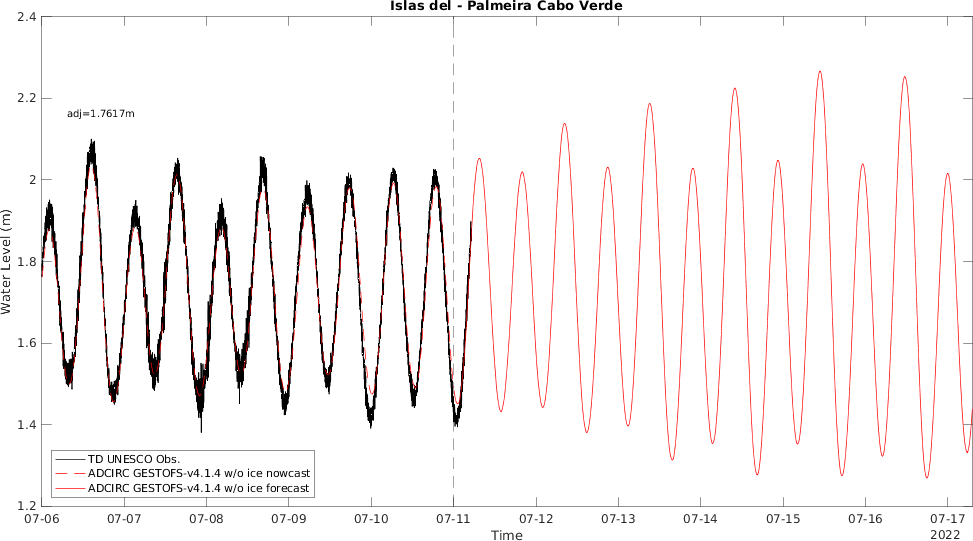 Islas del - Palmeira Cabo Verde
2.4
2.2
adj=1.7617m
2
1.8
Water Level (m)
1.6
1.4
TD UNESCO Obs.
ADCIRC GESTOFS-v4.1.4 w/o ice nowcast
ADCIRC GESTOFS-v4.1.4 w/o ice forecast
1.2
07-06 07-07 07-08 07-09 07-10 07-11 07-12 07-13 07-14 07-15 07-16 07-17
Time 2022